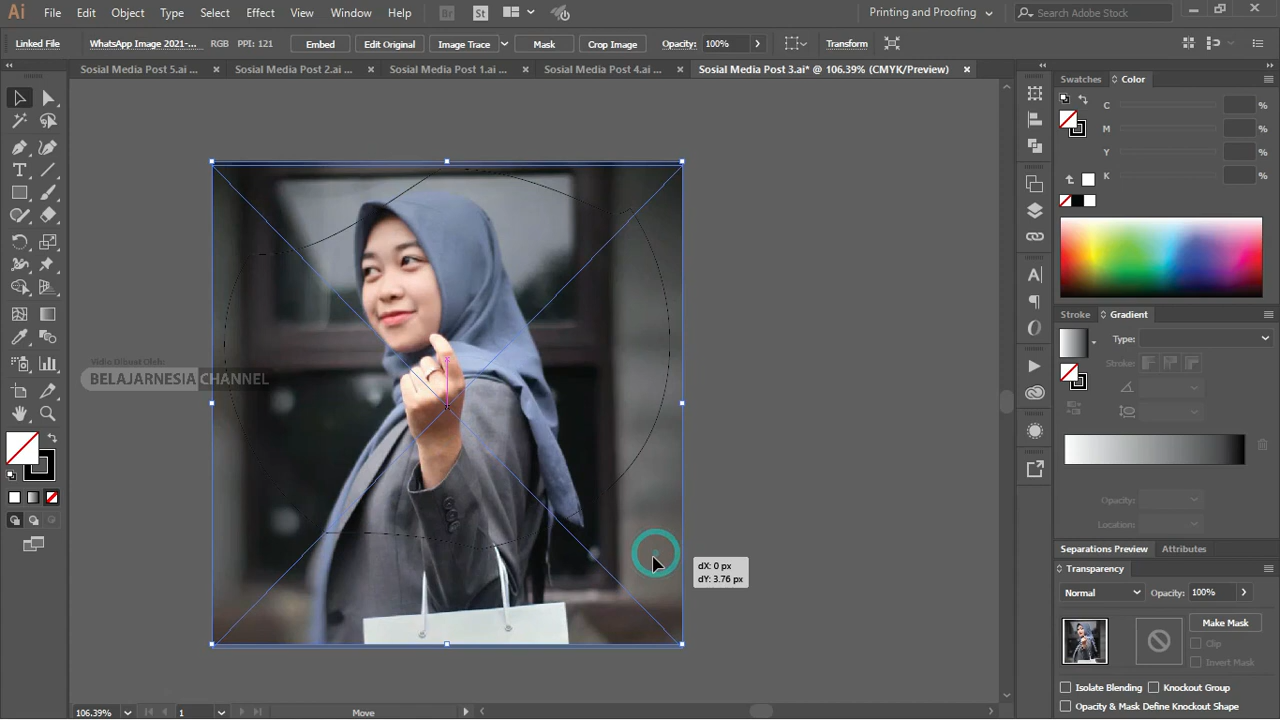 Ai File Edit Object Type Select Effect View Window Help Br St Printing and Proofing Search Adobe Stock
Linked File WhatsApp Image 2021-... RGB PPI: 121 Embed Edit Original Image Trace Mask Crop Image Opacity: 100% Transform
Sosial Media Post 5.ai ... × Sosial Media Post 2.ai ... × Sosial Media Post 1.ai ... × Sosial Media Post 4.ai ... × Sosial Media Post 3.ai* @ 106.39% (CMYK/Preview) ×
Swatches Color
C %
M %
Y %
K %
Stroke Gradient
Type:
Stroke:
Vidio Dibuat Oleh:
BELAJARNESIA CHANNEL
Opacity:
Location:
dX: 0 px
dY: 3.76 px
Separations Preview Attributes
Transparency
Normal Opacity: 100%
Make Mask
Clip
Invert Mask
Isolate Blending Knockout Group
Opacity & Mask Define Knockout Shape
106.39% 1 Move